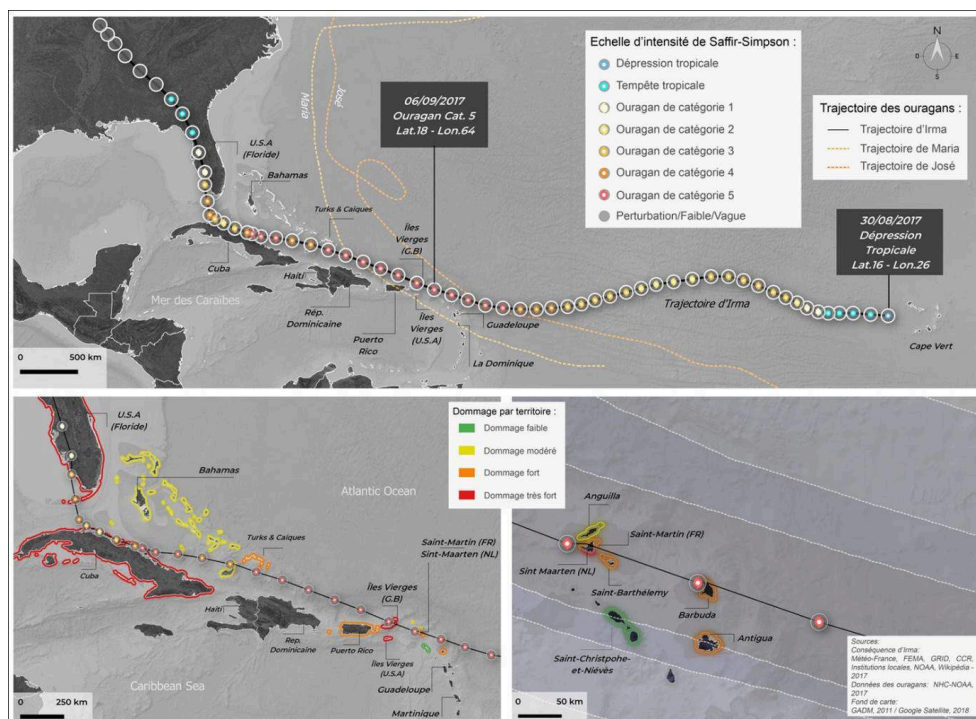 N
O
E
S
Echelle d'intensité de Saffir-Simpson :
Dépression tropicale
Tempête tropicale
Ouragan de catégorie 1
Ouragan de catégorie 2
Ouragan de catégorie 3
Ouragan de catégorie 4
Ouragan de catégorie 5
Perturbation/Faible/Vague
Trajectoire des ouragans :
Trajectoire d'Irma
Trajectoire de Maria
Trajectoire de José
Maria
José
06/09/2017
Ouragan Cat. 5
Lat.18 - Lon.64
30/08/2017
Dépression
Tropicale
Lat.16 - Lon.26
U.S.A
(Floride)
Bahamas
Turks & Caïques
Îles
Vierges
(G.B)
Cuba
Haïti
Mer des Caraïbes
Rép.
Dominicaine
Puerto
Rico
Îles
Vierges
(U.S.A)
Guadeloupe
La Dominique
Trajectoire d'Irma
Cape Vert
0
500 km
U.S.A
(Floride)
Dommage par territoire :
Dommage faible
Dommage modéré
Dommage fort
Dommage très fort
Bahamas
Atlantic Ocean
Turks & Caïques
Saint-Martin (FR)
Sint-Maarten (NL)
Cuba
Îles Vierges
(G.B)
Haïti
Rep.
Dominicaine
Puerto Rico
Îles Vierges
(U.S.A)
Guadeloupe
Martinique
Caribbean Sea
0
250 km
Anguilla
Saint-Martin (FR)
Sint Maarten (NL)
Saint-Barthélemy
Barbuda
Antigua
Saint-Christpohe-
et-Niévès
0
50 km
Sources:
Conséquence d'Irma:
Météo-France, FEMA, GRID, CCR,
Institutions locales, NOAA, Wikipédia -
2017
Données des ouragans: NHC-NOAA,
2017
Fond de carte:
GADM, 2011 / Google Satellite, 2018